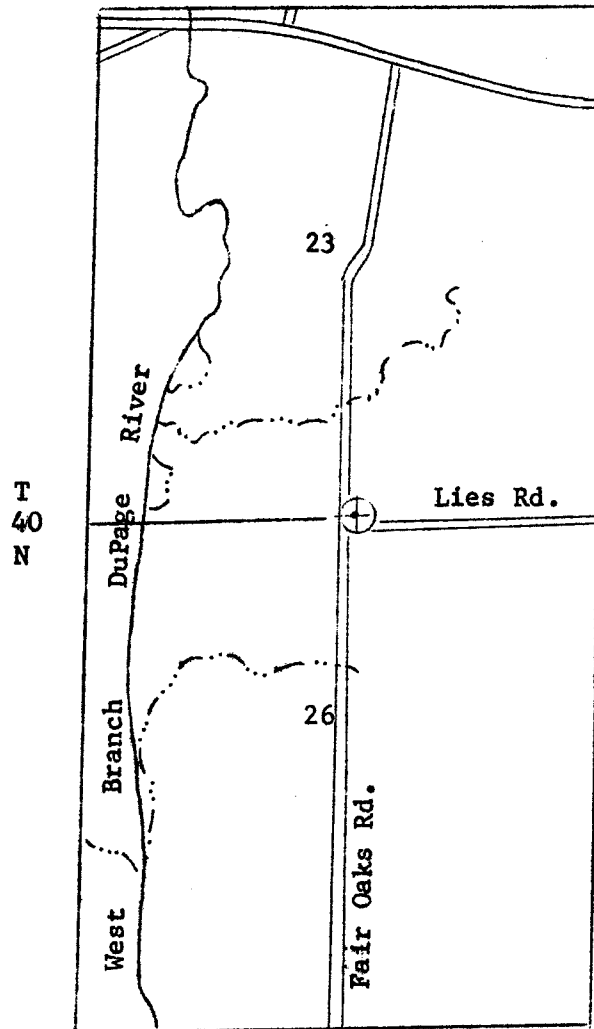 23
River
DuPage
Branch
West
T
40
N
Lies Rd.
26
Fair Oaks Rd.